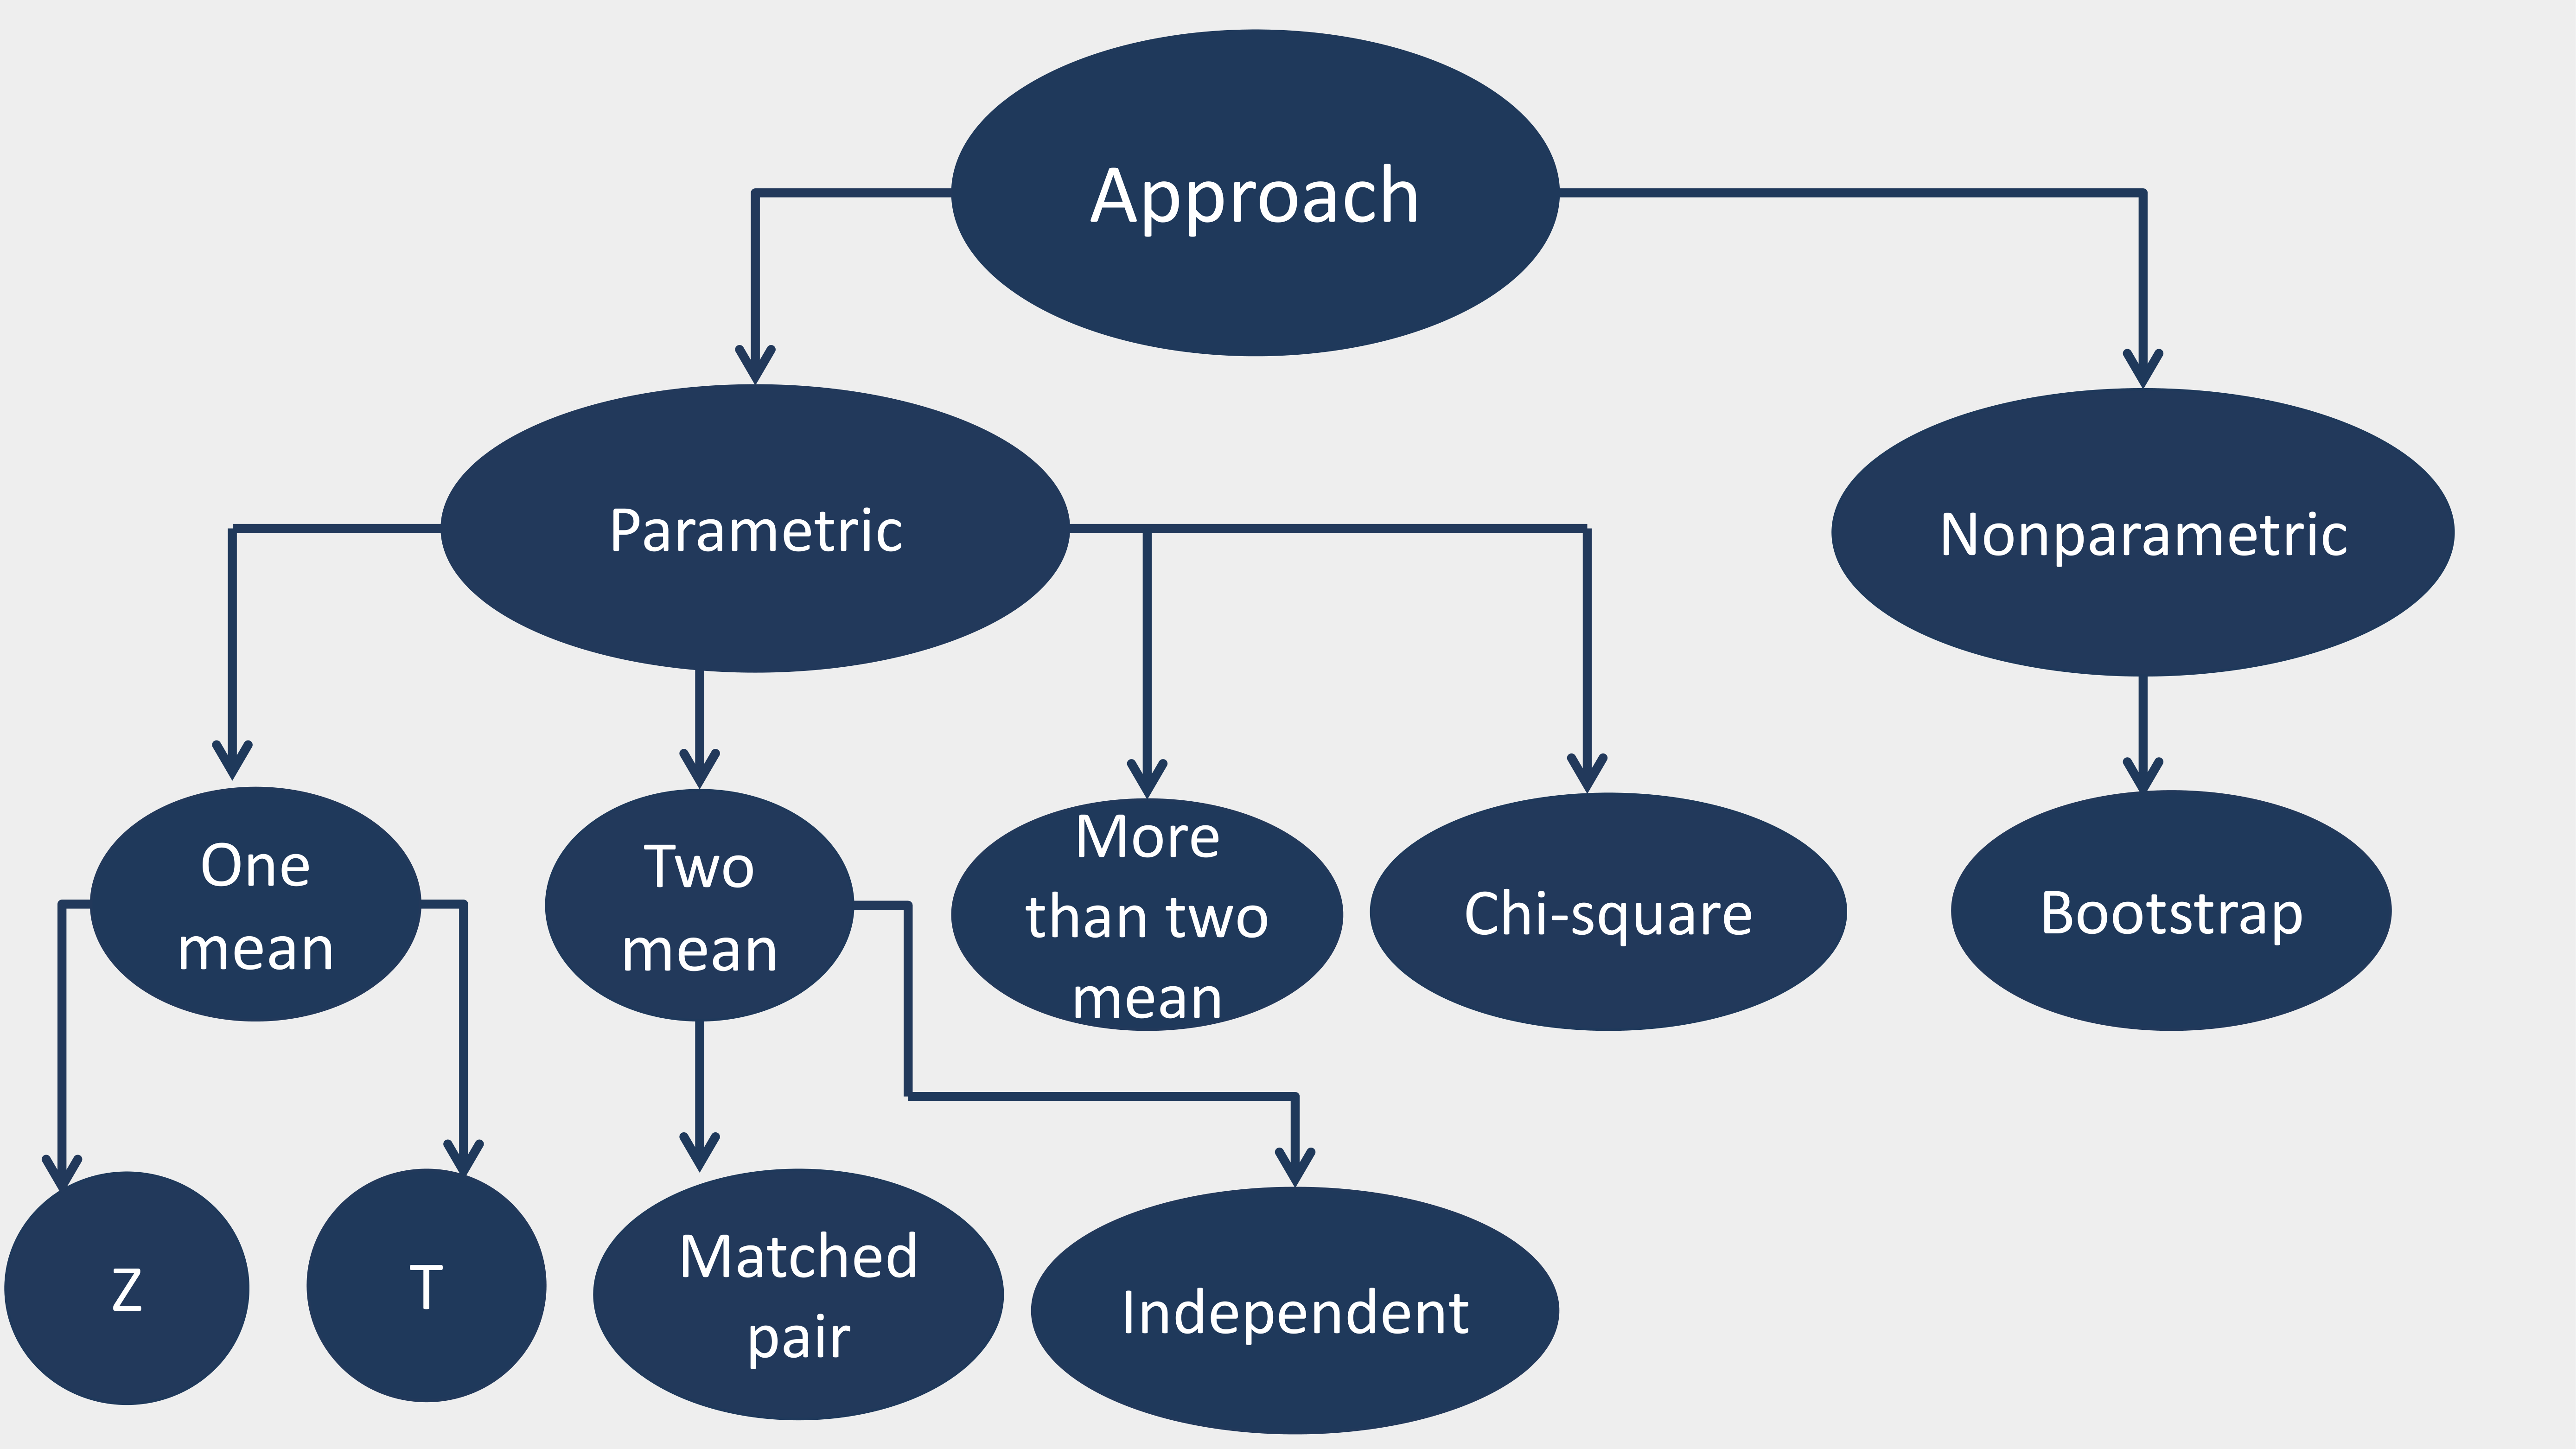 Approach
Parametric
Nonparametric
One
mean
Two
mean
More
than two
mean
Chi-square
Bootstrap
Z
T
Matched
pair
Independent